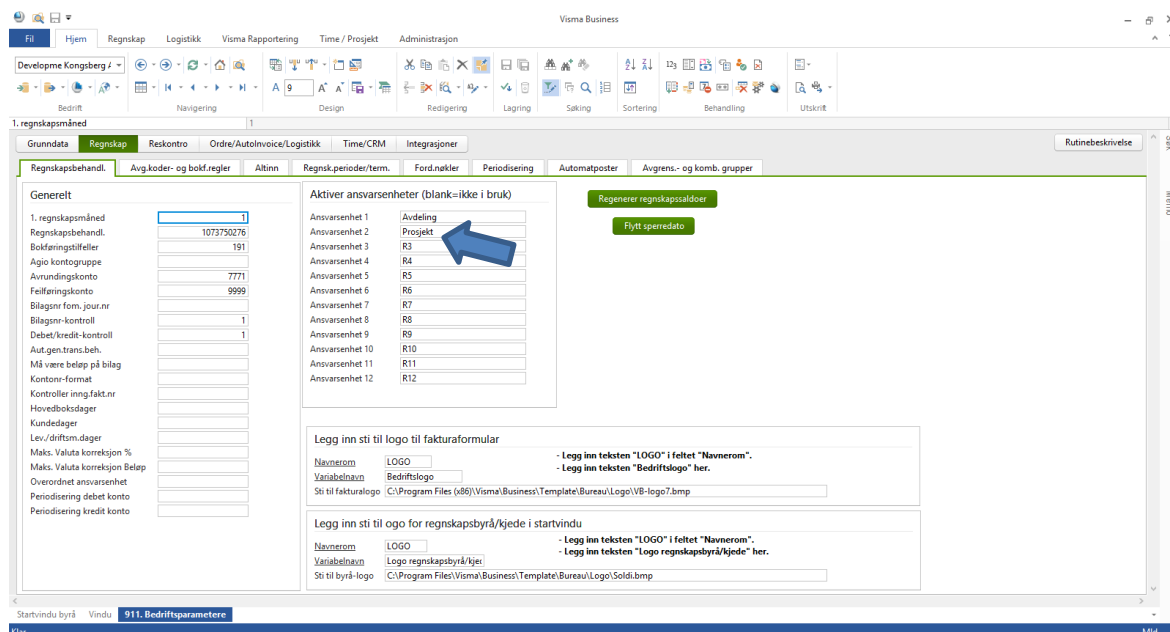 Visma Business
Fil Hjem Regnskap Logistikk Visma Rapportering Time / Prosjekt Administrasjon
Developme Kongsberg
A 9
Bedrift Navigering Design Redigering Lagring Søking Sortering Behandling Utskrift
1. regnskapsmåned 1
Grunndata Regnskap Reskontro Ordre/AutoInvoice/Logistikk Time/CRM Integrasjoner Rutinebeskrivelse
Regnskapsbehandl. Avg.koder- og bokf.regler Altinn Regnsk.perioder/term. Ford.nøkler Periodisering Automatposter Avgrens.- og komb. grupper
Generelt
1. regnskapsmåned 1
Regnskapsbehandl. 1073750276
Bokføringstilfeller 191
Agio kontogruppe
Avrundingskonto 7771
Feilføringskonto 9999
Bilagsnr fom. jour.nr
Bilagsnr-kontroll 1
Debet/kredit-kontroll 1
Aut.gen.trans.beh.
Må være beløp på bilag
Kontonr-format
Kontroller inng.fakt.nr
Hovedboksdager
Kundedager
Lev./driftsm.dager
Maks. Valuta korreksjon %
Maks. Valuta korreksjon Beløp
Overordnet ansvarsenhet
Periodisering debet konto
Periodisering kredit konto
Aktiver ansvarsenheter (blank=ikke i bruk)
Ansvarsenhet 1 Avdeling
Ansvarsenhet 2 Prosjekt
Ansvarsenhet 3 R3
Ansvarsenhet 4 R4
Ansvarsenhet 5 R5
Ansvarsenhet 6 R6
Ansvarsenhet 7 R7
Ansvarsenhet 8 R8
Ansvarsenhet 9 R9
Ansvarsenhet 10 R10
Ansvarsenhet 11 R11
Ansvarsenhet 12 R12
Regenerer regnskapssaldoer
Flytt sperredato
Legg inn sti til logo til fakturaformular
- Legg inn teksten "LOGO" i feltet "Navnerom".
- Legg inn teksten "Bedriftslogo" her.
Navnerom LOGO
Variabelnavn Bedriftslogo
Sti til fakturalogo C:\Program Files (x86)\Visma\Business\Template\Bureau\Logo\VB-logo7.bmp
Legg inn sti til ogo for regnskapsbyrå/kjede i startvindu
- Legg inn teksten "LOGO" i feltet "Navnerom".
- Legg inn teksten "Logo regnskapsbyrå/kjede" her.
Navnerom LOGO
Variabelnavn Logo regnskapsbyrå/kjed
Sti til byrå-logo C:\Program Files\Visma\Business\Template\Bureau\Logo\Soldi.bmp
Startvindu byrå Vindu 911. Bedriftsparametere